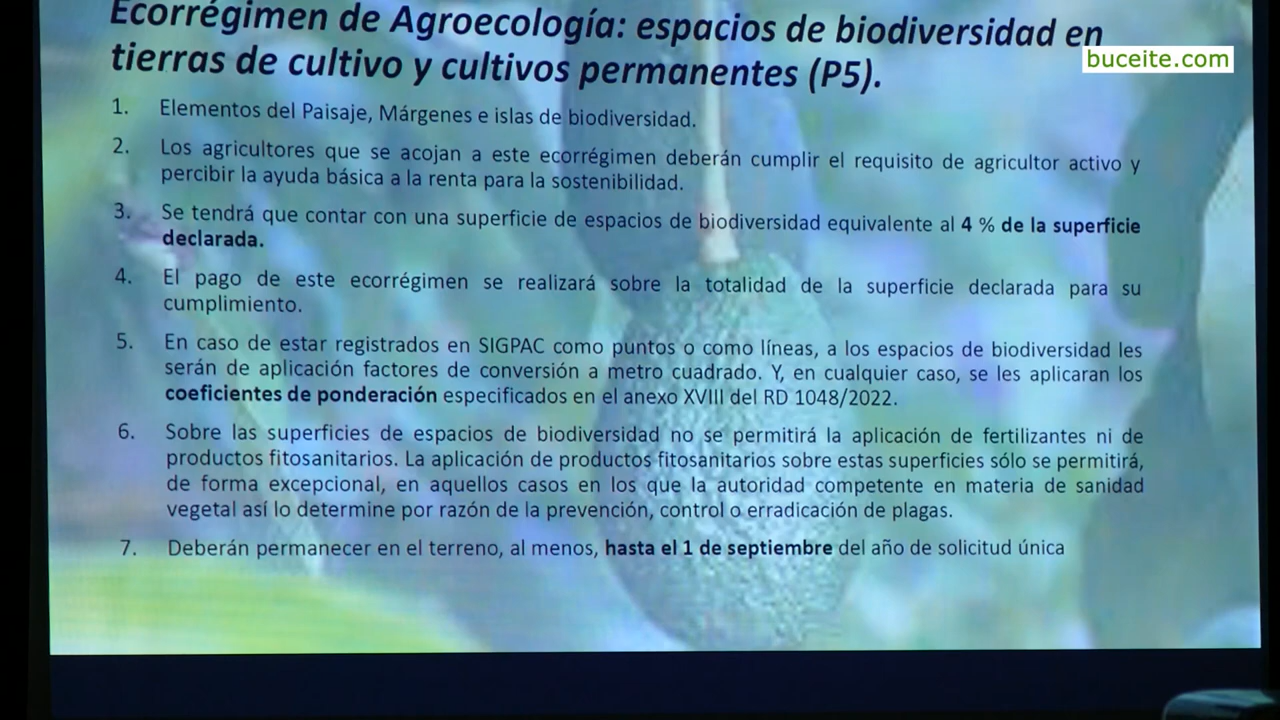 Ecorrégimen de Agroecología: espacios de biodiversidad en
tierras de cultivo y cultivos permanentes (P5).
buceite.com
1. Elementos del Paisaje, Márgenes e islas de biodiversidad.
2. Los agricultores que se acojan a este ecorrégimen deberán cumplir el requisito de agricultor activo y
percibir la ayuda básica a la renta para la sostenibilidad.
3. Se tendrá que contar con una superficie de espacios de biodiversidad equivalente al 4 % de la superficie
declarada.
4. El pago de este ecorrégimen se realizará sobre la totalidad de la superficie declarada para su
cumplimiento.
5. En caso de estar registrados en SIGPAC como puntos o como líneas, a los espacios de biodiversidad les
serán de aplicación factores de conversión a metro cuadrado. Y, en cualquier caso, se les aplicaran los
coeficientes de ponderación especificados en el anexo XVIII del RD 1048/2022.
6. Sobre las superficies de espacios de biodiversidad no se permitirá la aplicación de fertilizantes ni de
productos fitosanitarios. La aplicación de productos fitosanitarios sobre estas superficies sólo se permitirá,
de forma excepcional, en aquellos casos en los que la autoridad competente en materia de sanidad
vegetal así lo determine por razón de la prevención, control o erradicación de plagas.
7. Deberán permanecer en el terreno, al menos, hasta el 1 de septiembre del año de solicitud única